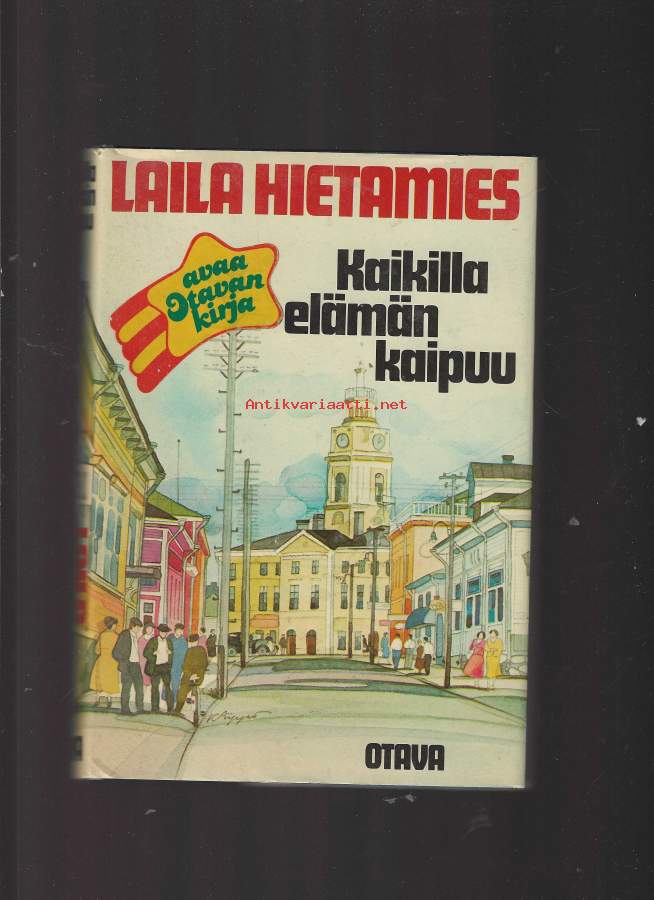 LAILA HIETAMIES
avaa
Otavan
kirja
Kaikilla
elämän
kaipuu
Antikvariaatti.net
OTAVA